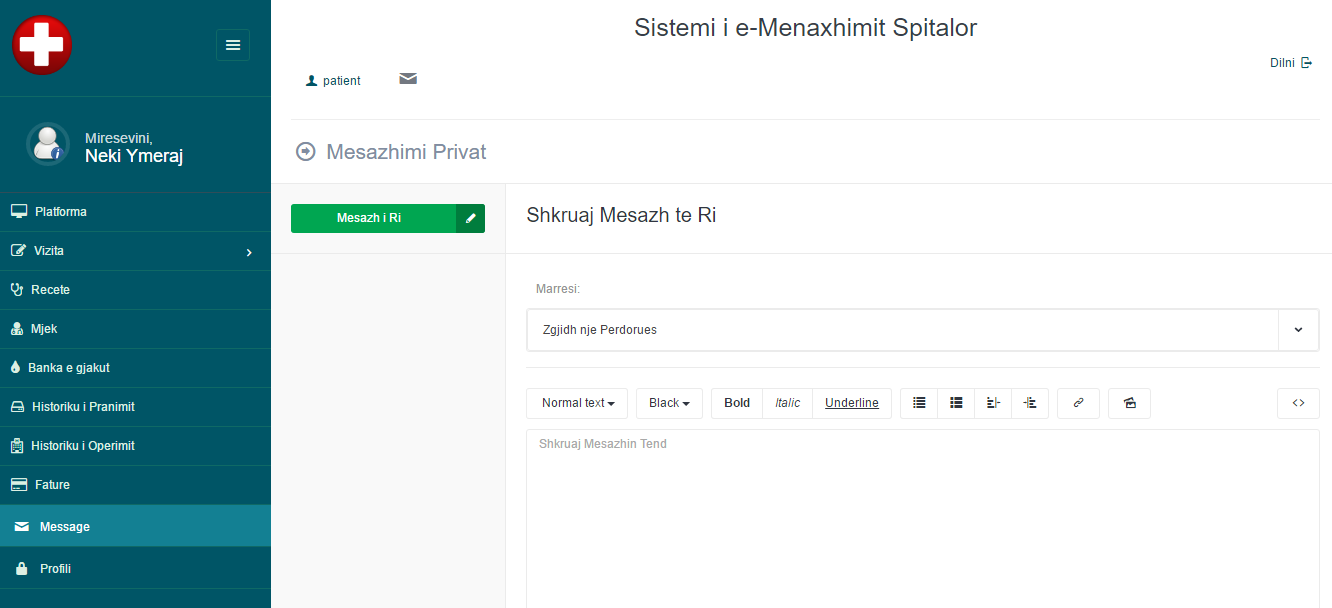 Sistemi i e-Menaxhimit Spitalor
patient
Dilni
Miresevini,
Neki Ymeraj
Platforma
Vizita
Recete
Mjek
Banka e gjakut
Historiku i Pranimit
Historiku i Operimit
Fature
Message
Profili
Mesazhimi Privat
Mesazh i Ri
Shkruaj Mesazh te Ri
Marresi:
Zgjidh nje Perdorues
Normal text Black Bold Italic Underline
Shkruaj Mesazhin Tend